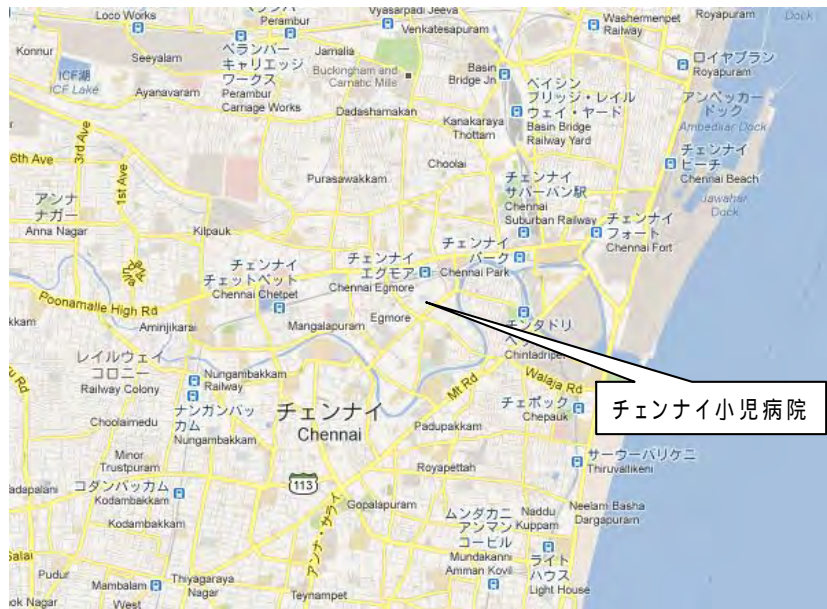 Loco Works
ペランブール
Perambur
Vyasarpadi Jeeva
Venkatesapuram
Washermenpet
Railway
Royapuram
Dock I
Konnur
Seeyalam
ペランバー
キャリエッジ
ワークス
Perambur
Carriage Works
Jamalia
Buckingham and
Carnatic Mills
Basin
Bridge Jn
ロイヤプラン
Royapuram
ICF湖
ICF Lake
Ayanavaram
Dadashamakan
ベイシン
ブリッジ・レイル
ウェイ・ヤード
Basin Bridge
Railway Yard
アンベッカー
ドック
Ambedkar Dock
Kanakaraya
Thottam
6th Ave
3rd Ave
1st Ave
Choolai
チェンナイ
ビーチ
Chennai Beach
Purasawakkam
チェンナイ
サバーバン駅
Chennai
Suburban Railway
Jawahar
Dock
アンナ
ナガー
Anna Nagar
Kilpauk
チェンナイ
フォート
Chennai Fort
チェンナイ
パーク
Chennai Park
チェンナイ
エグモア
Chennai Egmore
チェンナイ
チェットペット
Chennai Chetpet
Poonamalle High Rd
kkam
Aminjikarai
Mangalapuram
Egmore
チンタドリ
Chintadripet
レイルウェイ
コロニー
Railway Colony
Nungambakkam
Railway
Mt Rd
Walaja Rd
チェンナイ小児病院
ナンガンバッ
カム
Nungambakkam
チェンナイ
Chennai
チェポック
Chepauk
Choolaimedu
Padupakkam
Minor
Trustpuram
サーウーバリケニ
Thiruvallikeni
Royapettah
adapalani
コダンバッカム
Kodambakkam
113
Kodambakkam
Gopalapuram
アンナ・サライ
ムンダカニ
アンマン
コービル
Mundakanni
Amman Kovil
Naddu
Kuppam
Neelam Basha
Dargapuram
Salai
Pudur
Mambalam
West
Thiyagaraya
Nagar
Teynampet
ライト
ハウス
Light House
ok Nagar